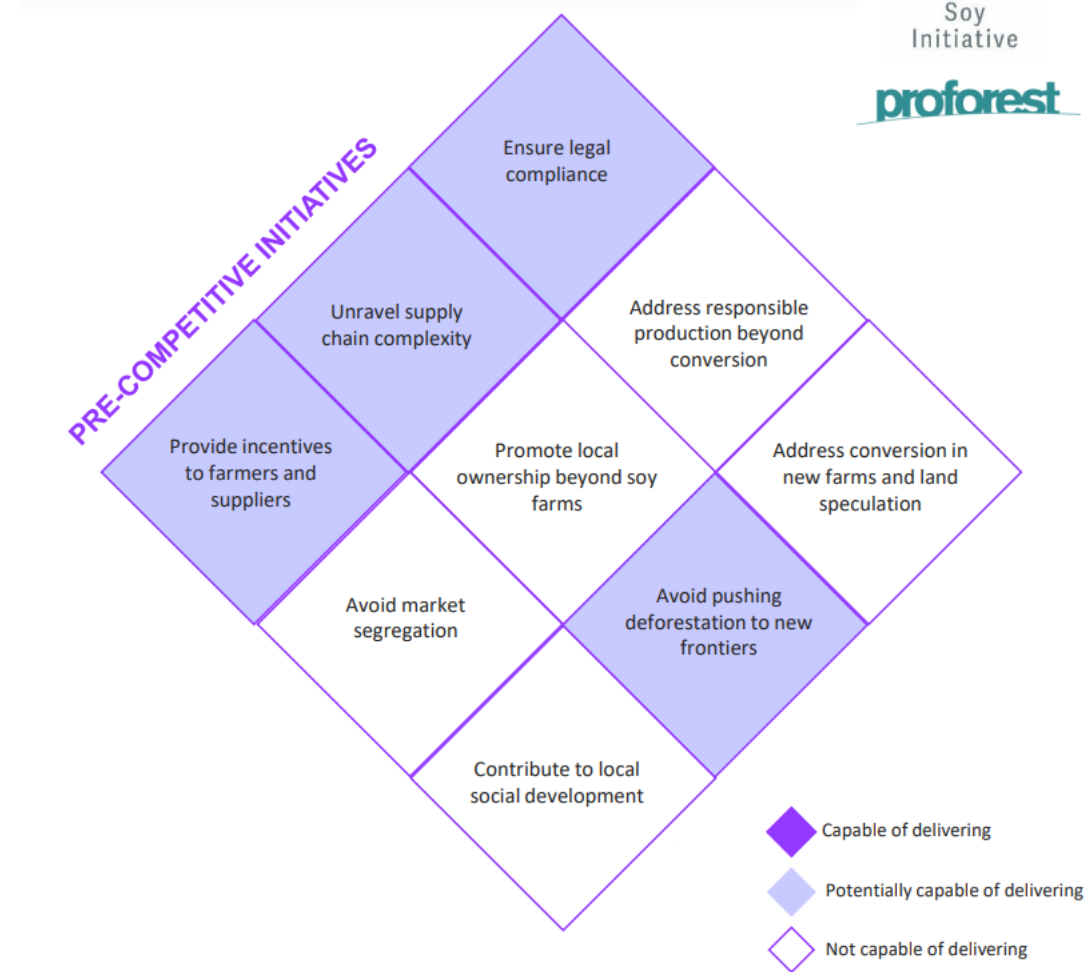 Soy
Initiative
proforest
PRE-COMPETITIVE INITIATIVES
Ensure legal
compliance
Unravel supply
chain complexity
Address responsible
production beyond
conversion
Provide incentives
to farmers and
suppliers
Promote local
ownership beyond soy
farms
Address conversion in
new farms and land
speculation
Avoid market
segregation
Avoid pushing
deforestation to new
frontiers
Contribute to local
social development
Capable of delivering
Potentially capable of delivering
Not capable of delivering